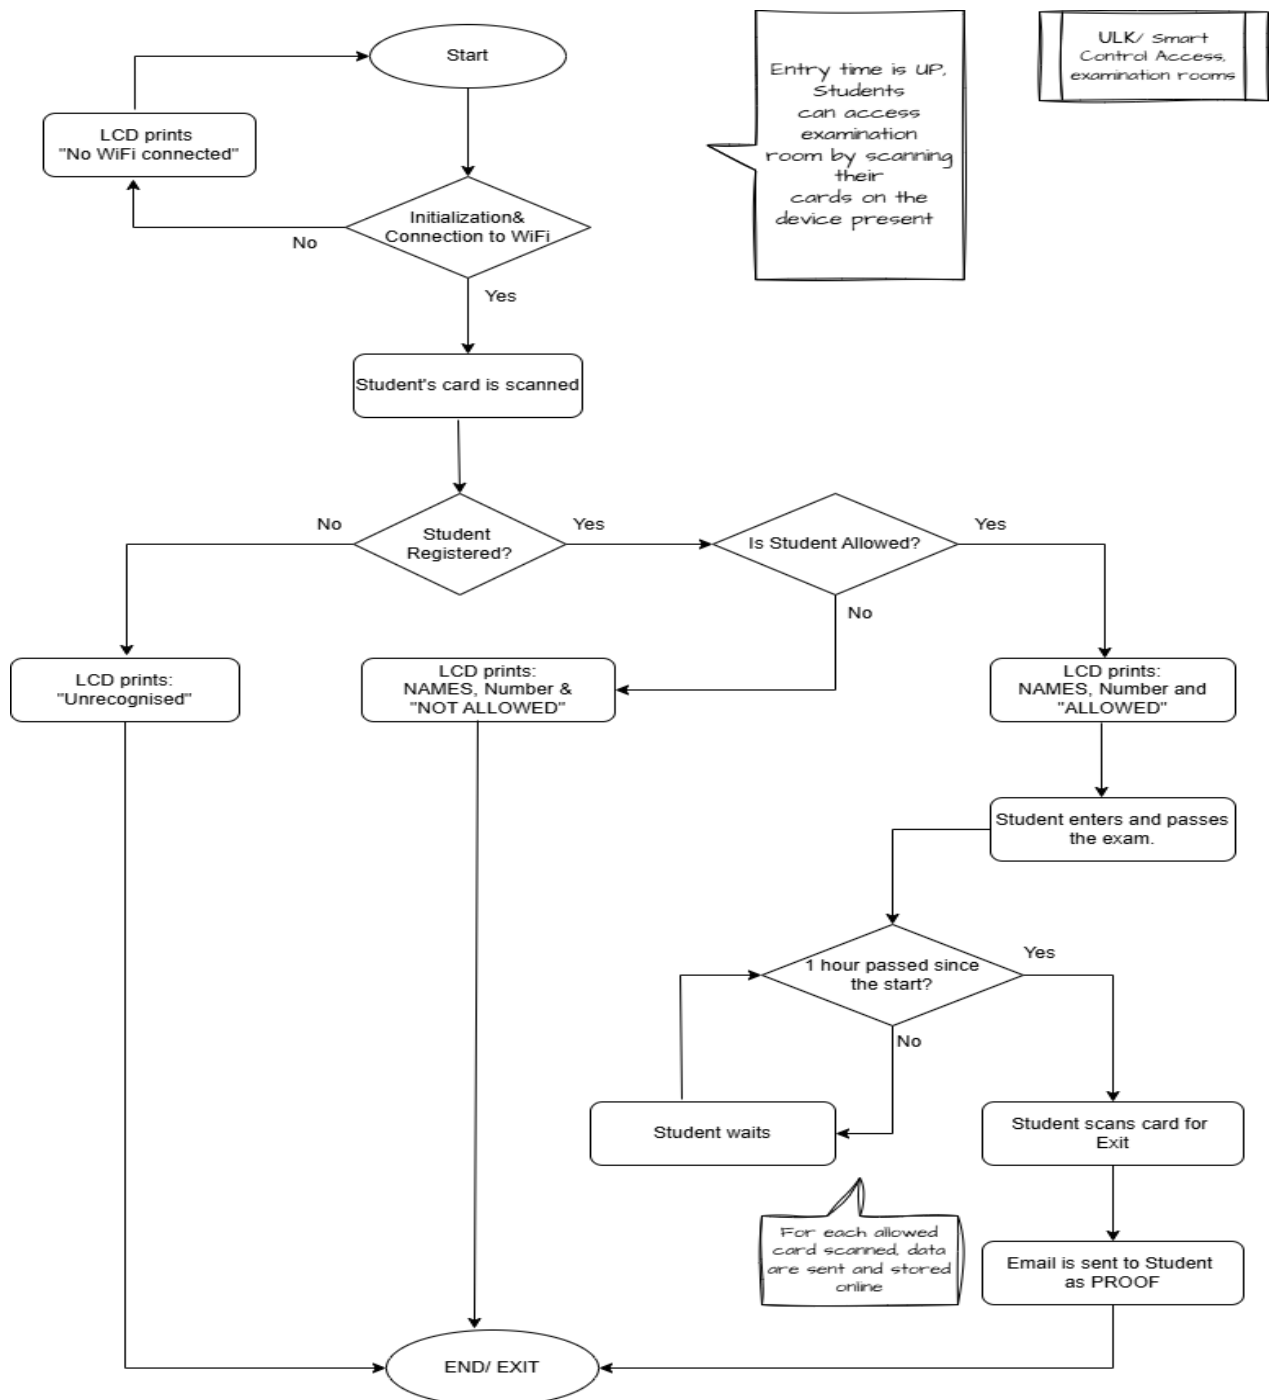 Start
Entry time is UP,
Students
can access
examination
room by scanning
their
cards on the
device present
ULK/ Smart
Control Access,
examination rooms
LCD prints
"No WiFi connected"
Initialization&
Connection to WiFi
No
Yes
Student's card is scanned
No
Student
Registered?
Yes
Is Student Allowed?
Yes
No
LCD prints:
"Unrecognised"
LCD prints:
NAMES, Number &
"NOT ALLOWED"
LCD prints:
NAMES, Number and
"ALLOWED"
Student enters and passes
the exam.
1 hour passed since
the start?
Yes
No
Student waits
Student scans card for
Exit
For each allowed
card scanned, data
are sent and stored
online
Email is sent to Student
as PROOF
END/ EXIT